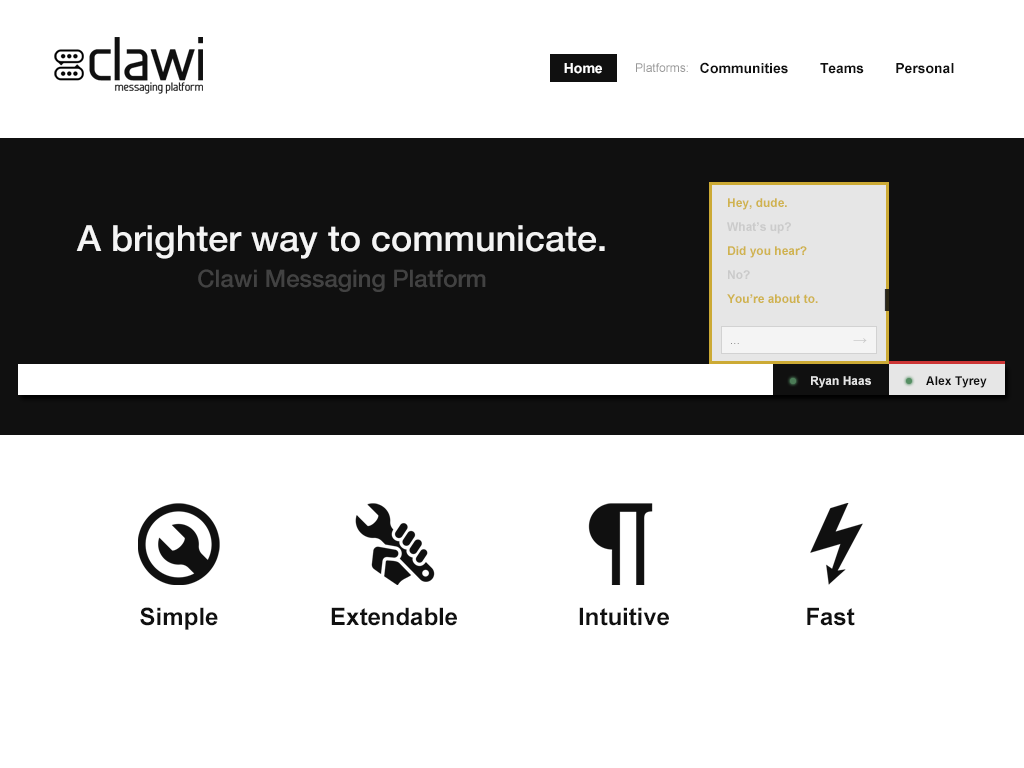 clawi
messaging platform
Home
Platforms: Communities Teams Personal
A brighter way to communicate.
Clawi Messaging Platform
Hey, dude.
What's up?
Did you hear?
No?
You're about to.
... →
Ryan Haas
Alex Tyrey
Simple
Extendable
Intuitive
Fast